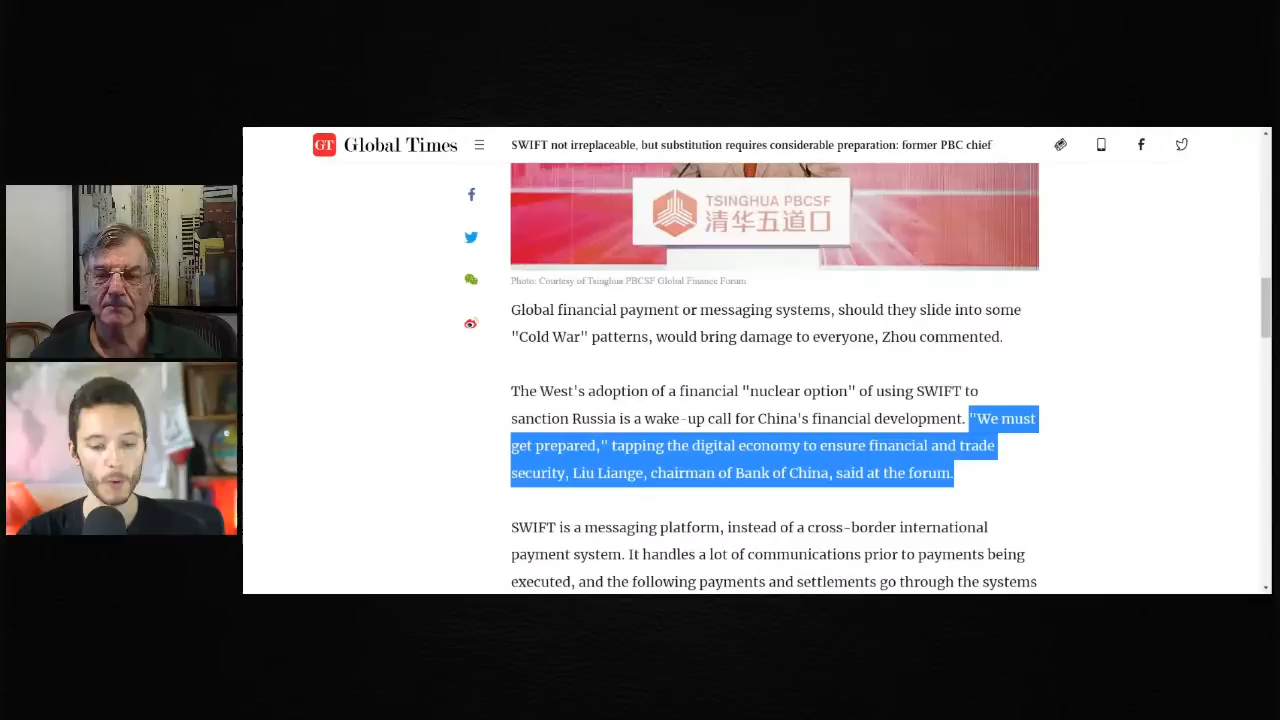 GT Global Times ☰ SWIFT not irreplaceable, but substitution requires considerable preparation: former PBC chief
TSINGHUA PBCSF
清华五道口
Photo: Courtesy of Tsinghua PBCSF Global Finance Forum
Global financial payment or messaging systems, should they slide into some
"Cold War" patterns, would bring damage to everyone, Zhou commented.
The West's adoption of a financial "nuclear option" of using SWIFT to
sanction Russia is a wake-up call for China's financial development. "We must
get prepared," tapping the digital economy to ensure financial and trade
security, Liu Liange, chairman of Bank of China, said at the forum.
SWIFT is a messaging platform, instead of a cross-border international
payment system. It handles a lot of communications prior to payments being
executed, and the following payments and settlements go through the systems